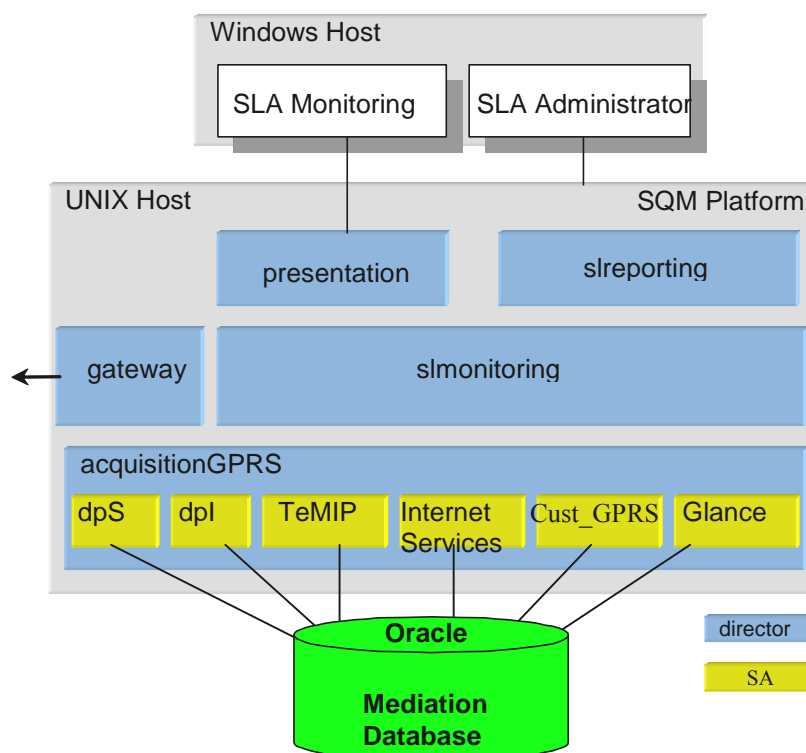 Windows Host
SLA Monitoring
SLA Administrator
UNIX Host
SQM Platform
presentation
slreporting
gateway
slmonitoring
acquisitionGPRS
dpS
dpI
TeMIP
Internet
Services
Cust_GPRS
Glance
Oracle
Mediation
Database
director
SA